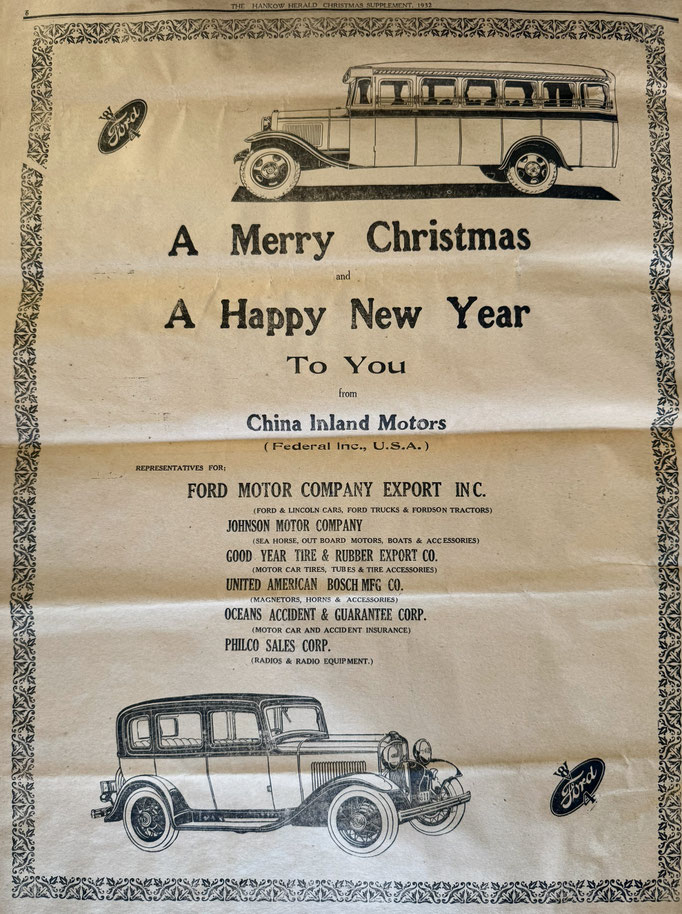 8
THE HANKOW HERALD CHRISTMAS SUPPLEMENT, 1932
V8
Ford
A Merry Christmas
and
A Happy New Year
To You
from
China Inland Motors
(Federal Inc., U.S.A.)
REPRESENTATIVES FOR;
FORD MOTOR COMPANY EXPORT INC.
(FORD & LINCOLN CARS, FORD TRUCKS & FORDSON TRACTORS)
JOHNSON MOTOR COMPANY
(SEA HORSE, OUT BOARD MOTORS, BOATS & ACCESSORIES)
GOOD YEAR TIRE & RUBBER EXPORT CO.
(MOTOR CAR TIRES, TUBES & TIRE ACCESSORIES)
UNITED AMERICAN BOSCH MFG CO.
(MAGNETORS, HORNS & ACCESSORIES)
OCEANS ACCIDENT & GUARANTEE CORP.
(MOTOR CAR AND ACCIDENT INSURANCE)
PHILCO SALES CORP.
(RADIOS & RADIO EQUIPMENT.)
V8
Ford